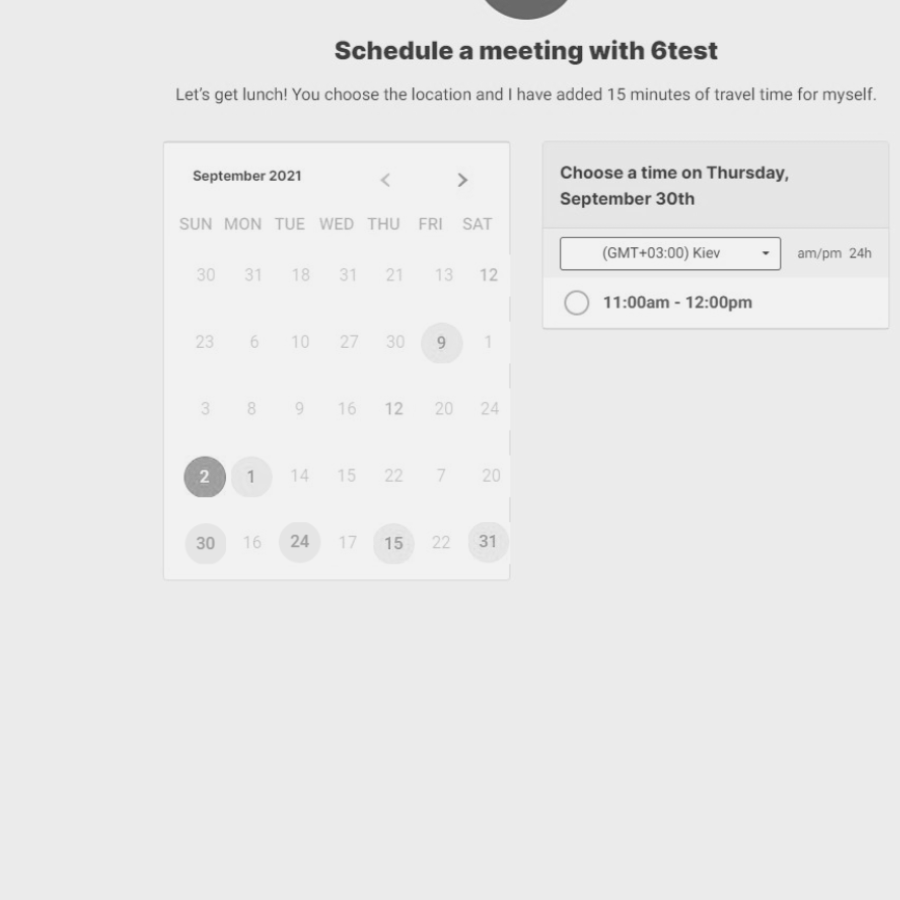 Schedule a meeting with 6test
Let's get lunch! You choose the location and I have added 15 minutes of travel time for myself.
September 2021 < >
SUN MON TUE WED THU FRI SAT
30 31 18 31 21 13 12
23 6 10 27 30 9 1
3 8 9 16 12 20 24
2 1 14 15 22 7 20
30 16 24 17 15 22 31
Choose a time on Thursday,
September 30th
(GMT+03:00) Kiev am/pm 24h
11:00am - 12:00pm